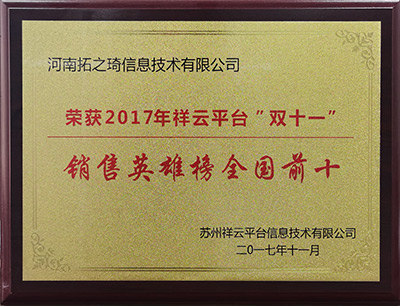 河南拓之琦信息技术有限公司
荣获2017年祥云平台"双十一"
销售英雄榜全国前十
苏州祥云平台信息技术有限公司
二〇一七年十一月